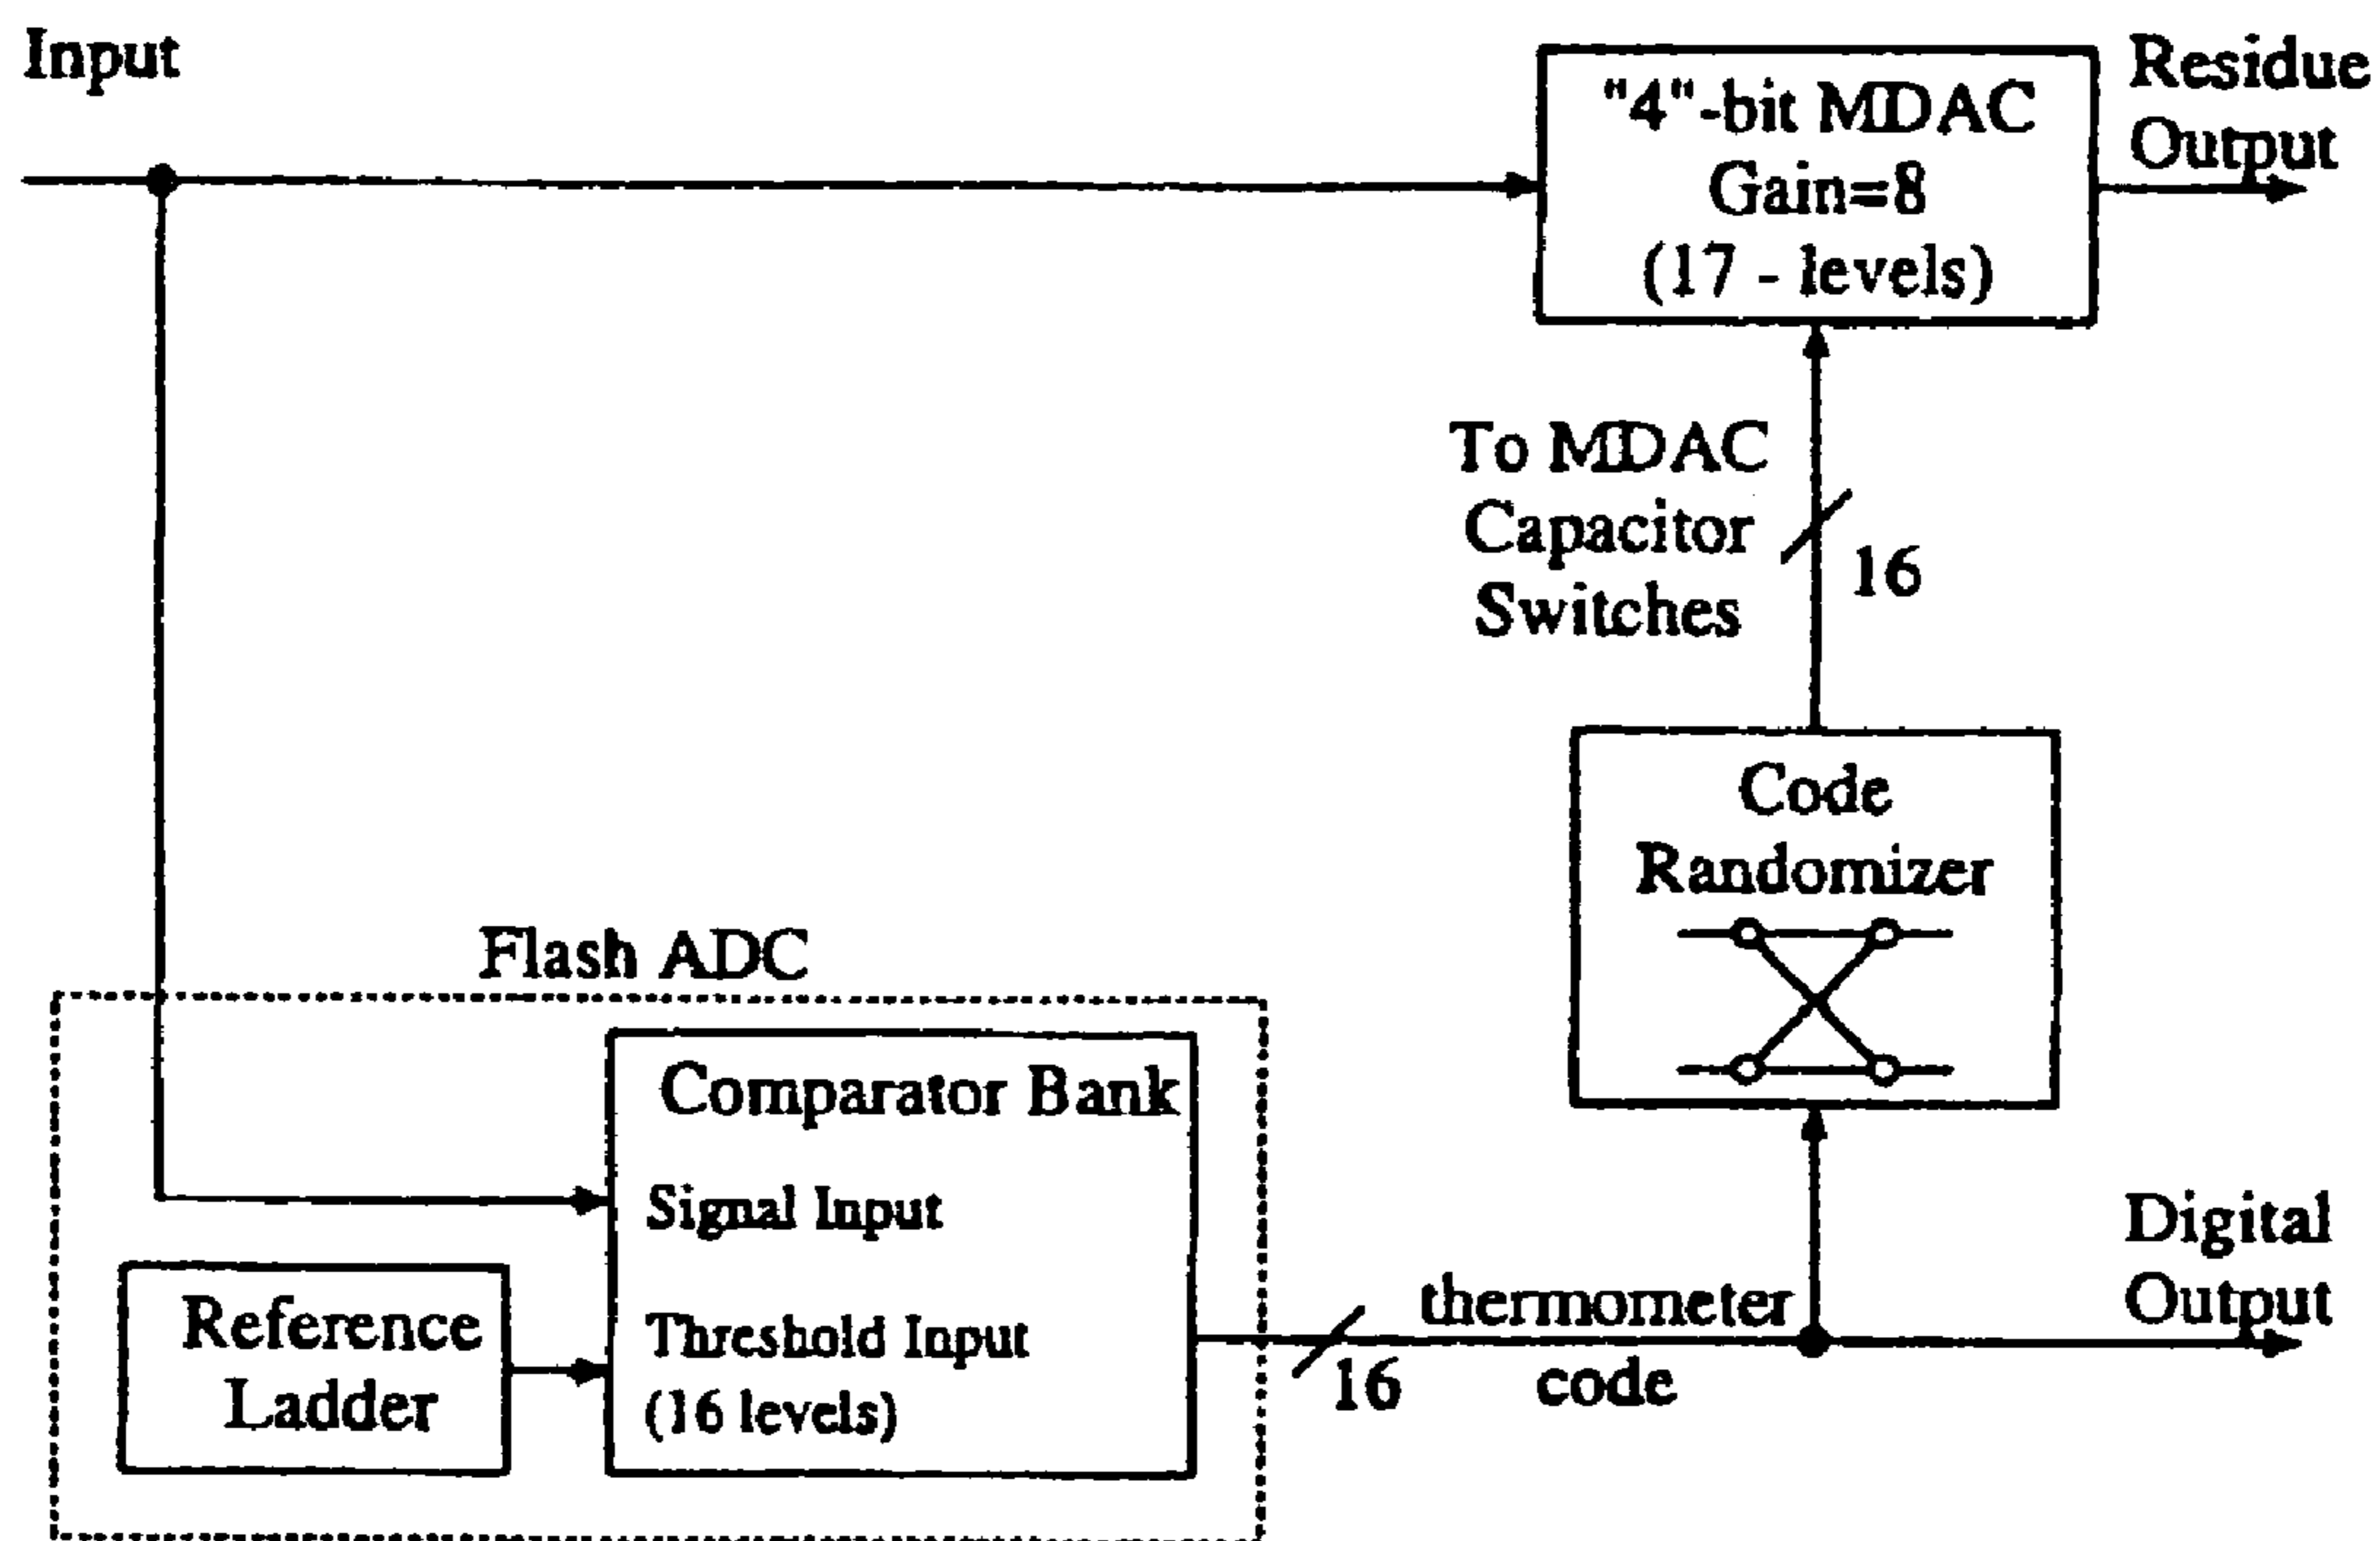 Input
"4"-bit MDAC
Gain=8
(17 - levels)
Residue
Output
To MDAC
Capacitor
Switches
16
Code
Randomizer
Flash ADC
Comparator Bank
Signal Input
Threshold Input
(16 levels)
Reference
Ladder
16
thermometer
code
Digital
Output